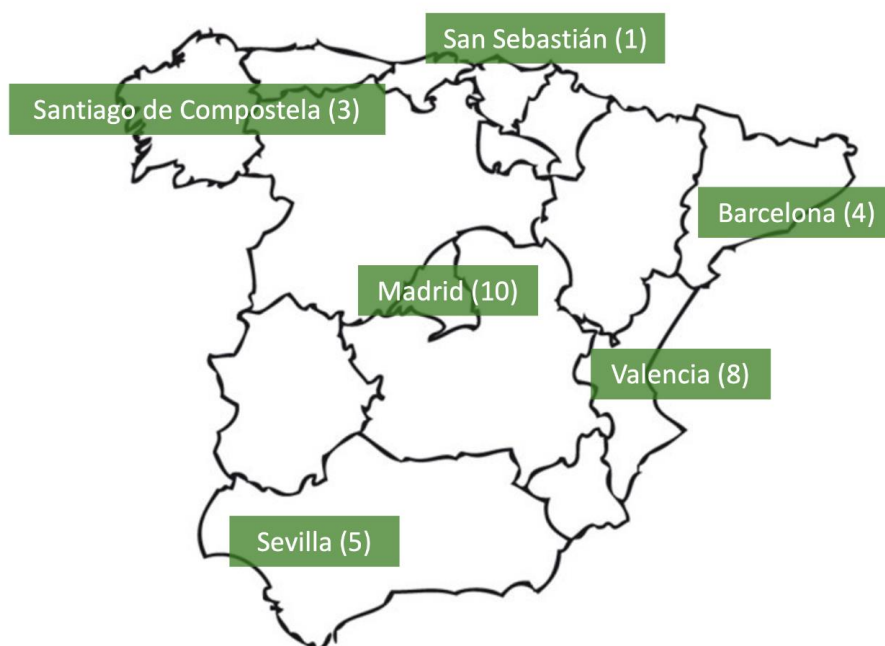 San Sebastián (1)
Santiago de Compostela (3)
Barcelona (4)
Madrid (10)
Valencia (8)
Sevilla (5)